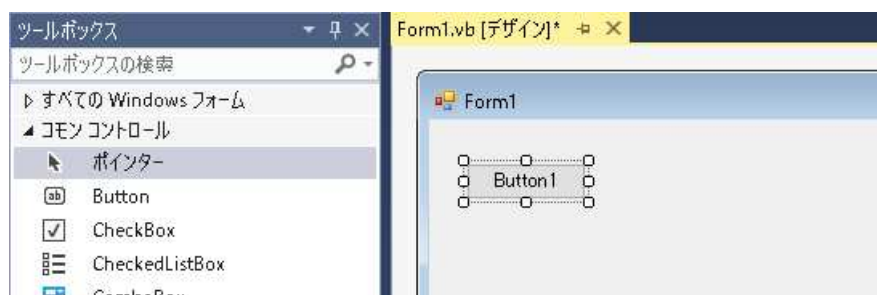 ツールボックス
ツールボックスの検索
すべての Windows フォーム
コモン コントロール
ポインター
Button
CheckBox
CheckedListBox
ComboBox
Form1.vb [デザイン]*
Form1
Button1